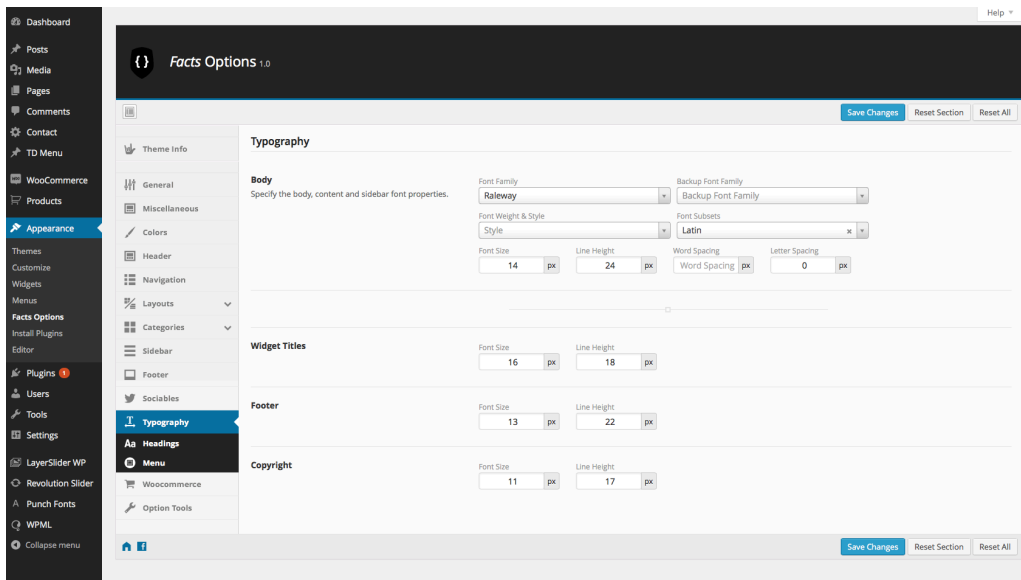 Help
Dashboard
Posts
Media
Pages
Comments
Contact
TD Menu
WooCommerce
Products
Appearance
Themes
Customize
Widgets
Menus
Facts Options
Install Plugins
Editor
Plugins 1
Users
Tools
Settings
LayerSlider WP
Revolution Slider
Punch Fonts
WPML
Collapse menu
Facts Options 1.0
Save Changes Reset Section Reset All
Theme Info
General
Miscellaneous
Colors
Header
Navigation
Layouts
Categories
Sidebar
Footer
Sociables
Typography
Aa Headings
Menu
Woocommerce
Option Tools
Typography
Body
Specify the body, content and sidebar font properties.
Font Family Backup Font Family
Raleway Backup Font Family
Font Weight & Style Font Subsets
Style Latin
Font Size Line Height Word Spacing Letter Spacing
14 px 24 px Word Spacing px 0 px
Widget Titles
Font Size Line Height
16 px 18 px
Footer
Font Size Line Height
13 px 22 px
Copyright
Font Size Line Height
11 px 17 px
Save Changes Reset Section Reset All